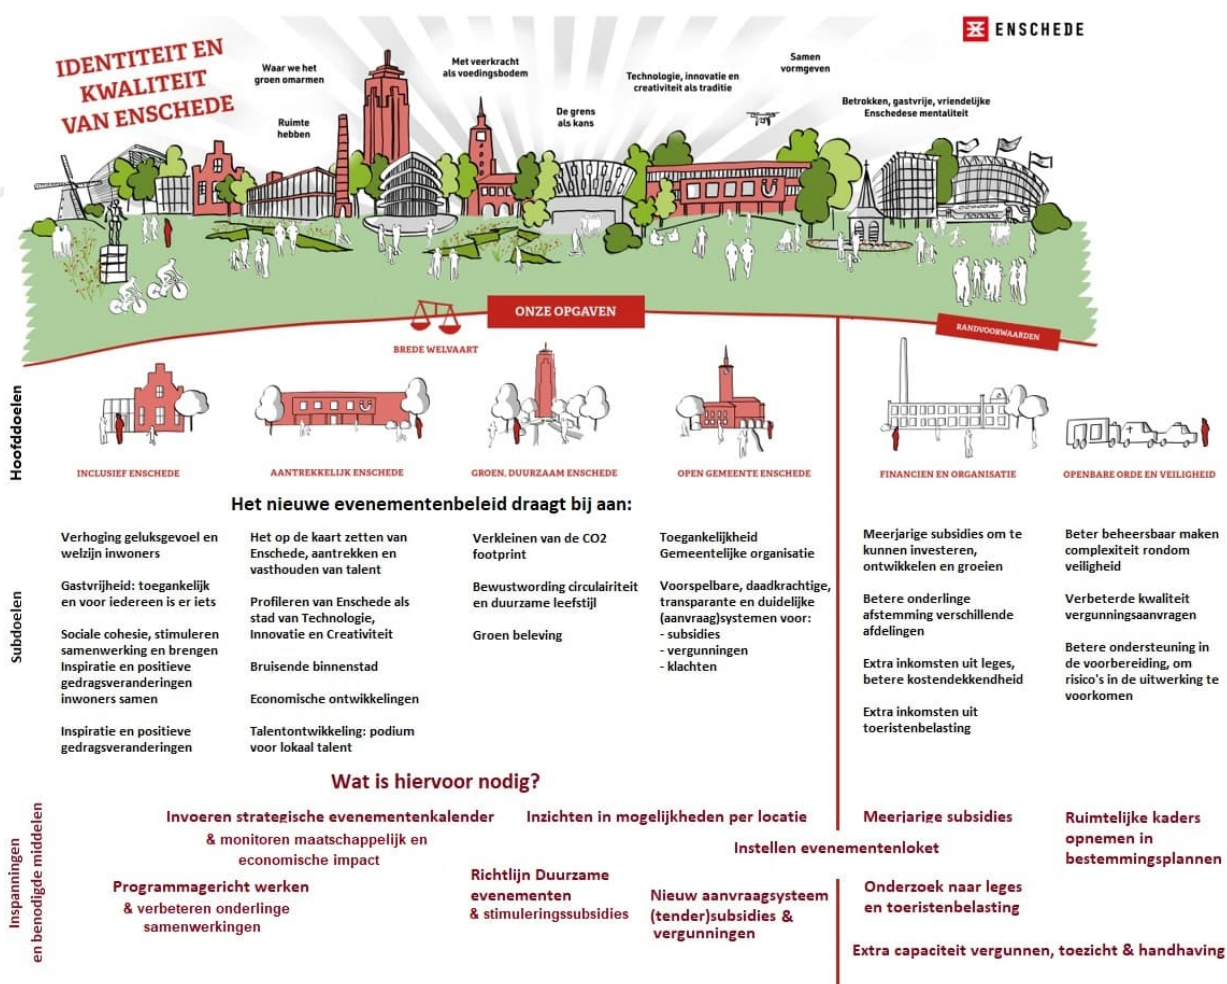 ENSCHEDE
IDENTITEIT EN
KWALITEIT
VAN ENSCHEDE
Waar we het
groen omarmen
Ruimte
hebben
Met veerkracht
als voedingsbodem
De grens
als kans
Technologie, innovatie en
creativiteit als traditie
Samen
vormgeven
Betrokken, gastvrije, vriendelijke
Enschedese mentaliteit
ONZE OPGAVEN
BREDE WELVAART
RANDVOORWAARDEN
Hoofddoelen
INCLUSIEF ENSCHEDE
AANTREKKELIJK ENSCHEDE
GROEN, DUURZAAM ENSCHEDE
OPEN GEMEENTE ENSCHEDE
FINANCIEN EN ORGANISATIE
OPENBARE ORDE EN VEILIGHEID
Het nieuwe evenementenbeleid draagt bij aan:
Subdoelen
Verhoging geluksgevoel en
welzijn inwoners
Gastvrijheid: toegankelijk
en voor iedereen is er iets
Sociale cohesie, stimuleren
samenwerking en brengen
Inspiratie en positieve
gedragsveranderingen
inwoners samen
Inspiratie en positieve
gedragsveranderingen
Het op de kaart zetten van
Enschede, aantrekken en
vasthouden van talent
Profileren van Enschede als
stad van Technologie,
Innovatie en Creativiteit
Bruisende binnenstad
Economische ontwikkelingen
Talentontwikkeling: podium
voor lokaal talent
Verkleinen van de CO2
footprint
Bewustwording circulairiteit
en duurzame leefstijl
Groen beleving
Toegankelijkheid
Gemeentelijke organisatie
Voorspelbare, daadkrachtige,
transparante en duidelijke
(aanvraag)systemen voor:
- subsidies
- vergunningen
- klachten
Meerjarige subsidies om te
kunnen investeren,
ontwikkelen en groeien
Betere onderlinge
afstemming verschillende
afdelingen
Extra inkomsten uit leges,
betere kostendekkendheid
Extra inkomsten uit
toeristenbelasting
Beter beheersbaar maken
complexiteit rondom
veiligheid
Verbeterde kwaliteit
vergunningsaanvragen
Betere ondersteuning in
de voorbereiding, om
risico's in de uitwerking te
voorkomen
Wat is hiervoor nodig?
Inspanningen
en benodigde middelen
Invoeren strategische evenementenkalender
& monitoren maatschappelijk en
economische impact
Programmagericht werken
& verbeteren onderlinge
samenwerkingen
Inzichten in mogelijkheden per locatie
Richtlijn Duurzame
evenementen
& stimuleringssubsidies
Instellen evenementenloket
Nieuw aanvraagsysteem
(tender)subsidies &
vergunningen
Meerjarige subsidies
Onderzoek naar leges
en toeristenbelasting
Ruimtelijke kaders
opnemen in
bestemmingsplannen
Extra capaciteit vergunnen, toezicht & handhaving